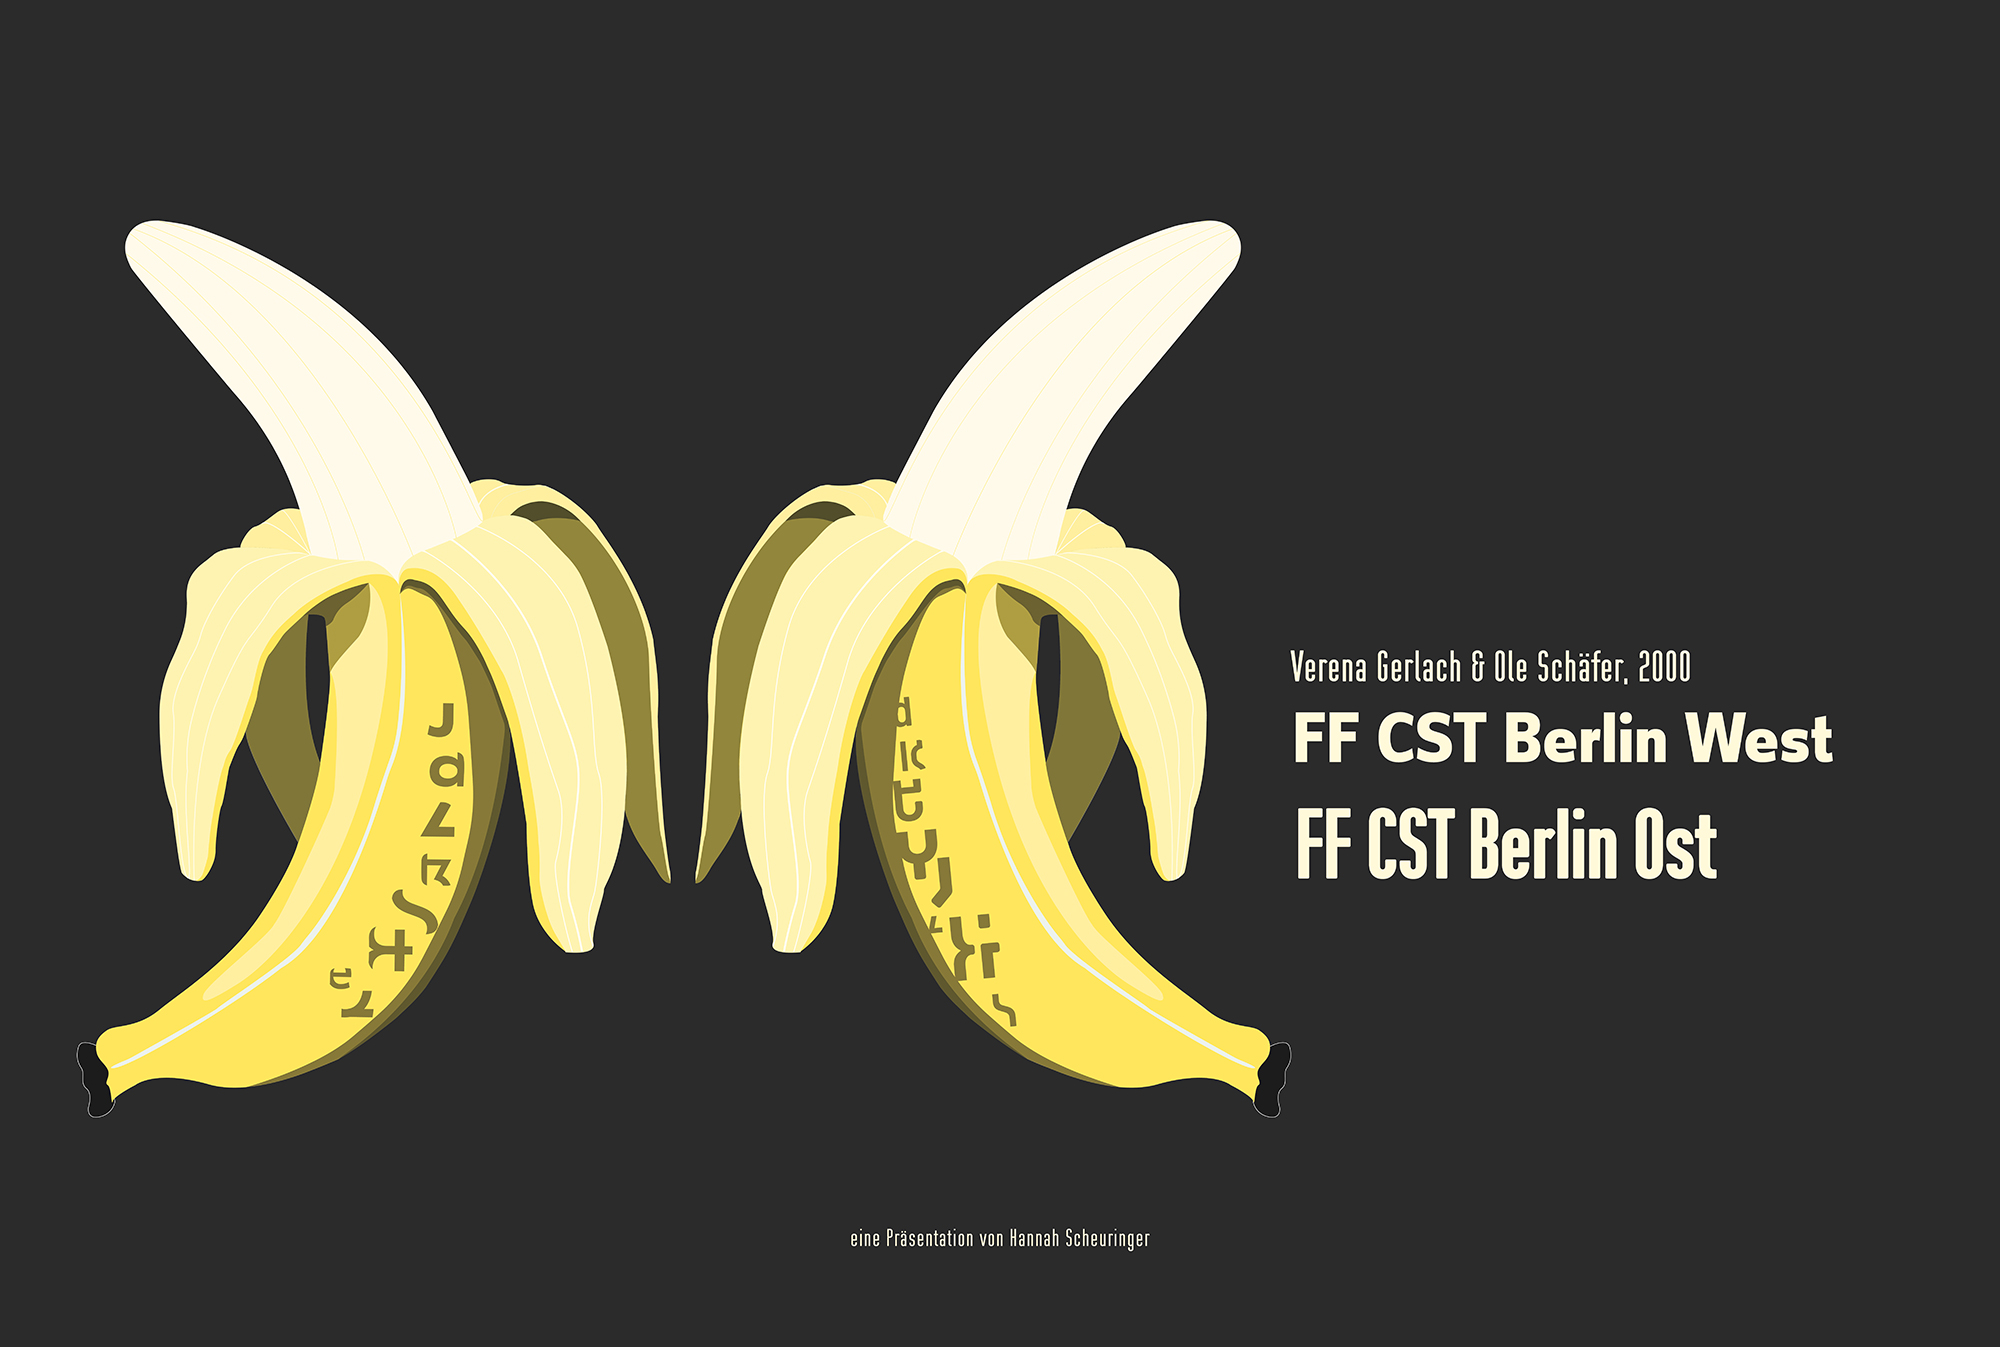 Verena Gerlach & Ole Schäfer, 2000
FF CST Berlin West
FF CST Berlin Ost
eine Präsentation von Hannah Scheuringer